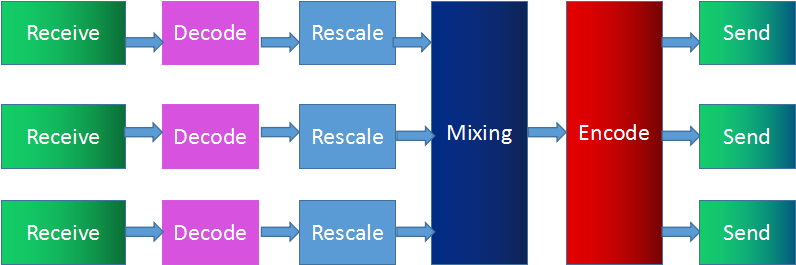 Receive
Decode
Rescale
Send
Receive
Decode
Rescale
Mixing
Encode
Send
Receive
Decode
Rescale
Send